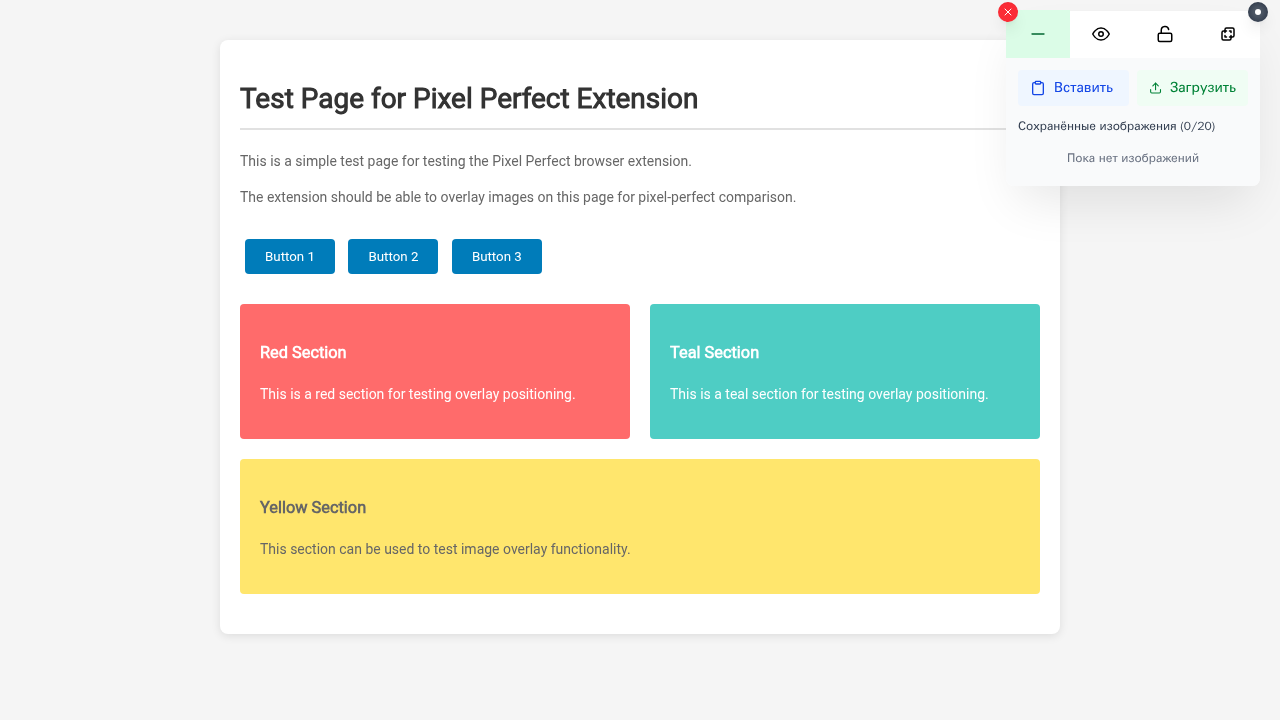 Test Page for Pixel Perfect Extension
This is a simple test page for testing the Pixel Perfect browser extension.
The extension should be able to overlay images on this page for pixel-perfect comparison.
Button 1
Button 2
Button 3
Red Section
This is a red section for testing overlay positioning.
Teal Section
This is a teal section for testing overlay positioning.
Yellow Section
This section can be used to test image overlay functionality.
Вставить
Загрузить
Сохранённые изображения (0/20)
Пока нет изображений